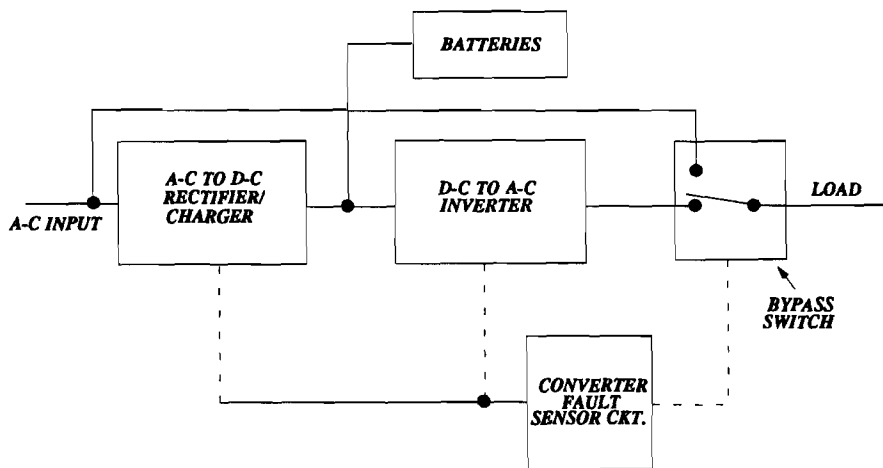 BATTERIES
A-C TO D-C
RECTIFIER/
CHARGER
D-C TO A-C
INVERTER
LOAD
A-C INPUT
BYPASS
SWITCH
CONVERTER
FAULT
SENSOR CKT.